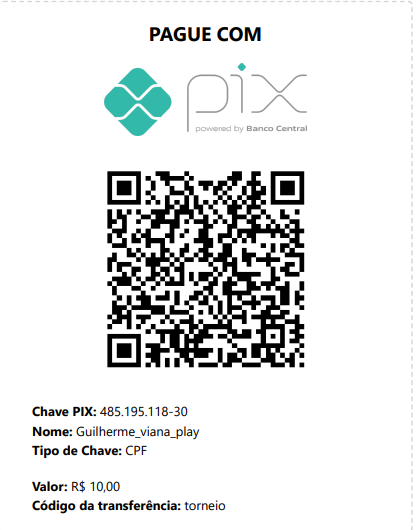 PAGUE COM
pix
powered by Banco Central
Chave PIX: 485.195.118-30
Nome: Guilherme_viana_play
Tipo de Chave: CPF
Valor: R$ 10,00
Código da transferência: torneio